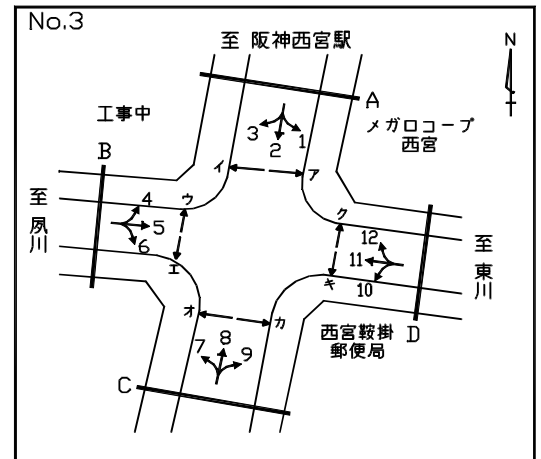 No.3
至 阪神西宮駅
N
工事中
A
メガロコープ
西宮
3
2
1
B
イ
ア
至
夙
川
4
5
6
ウ
エ
ク
キ
12
11
10
至
東
川
オ
カ
7
8
9
西宮鞍掛
郵便局
D
C